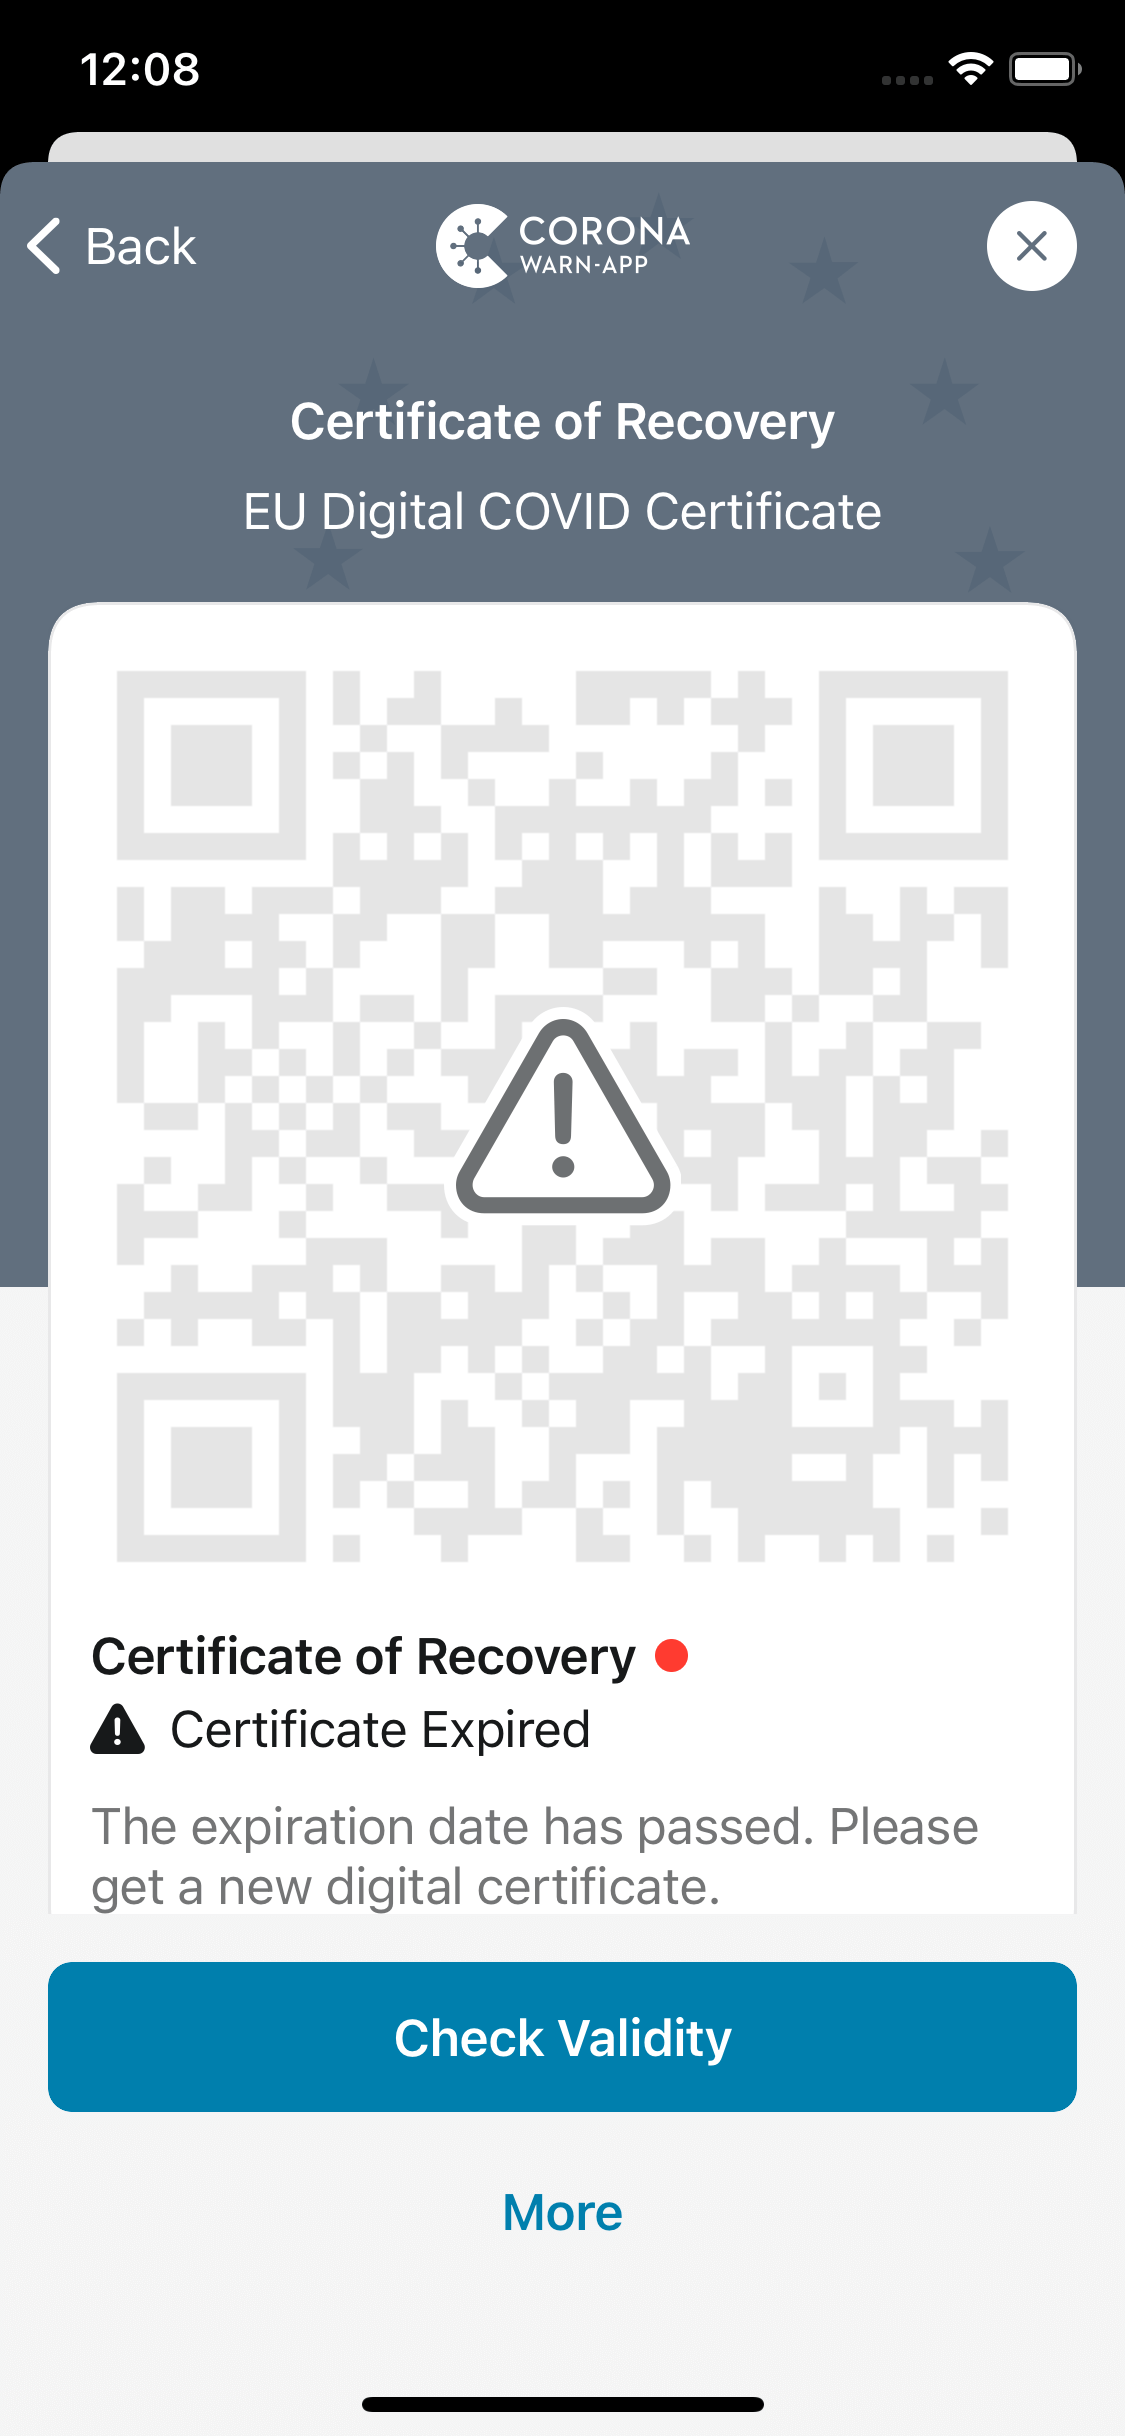 12:08
Back
CORONA
WARN-APP
Certificate of Recovery
EU Digital COVID Certificate
Certificate of Recovery
Certificate Expired
The expiration date has passed. Please
get a new digital certificate.
Check Validity
More